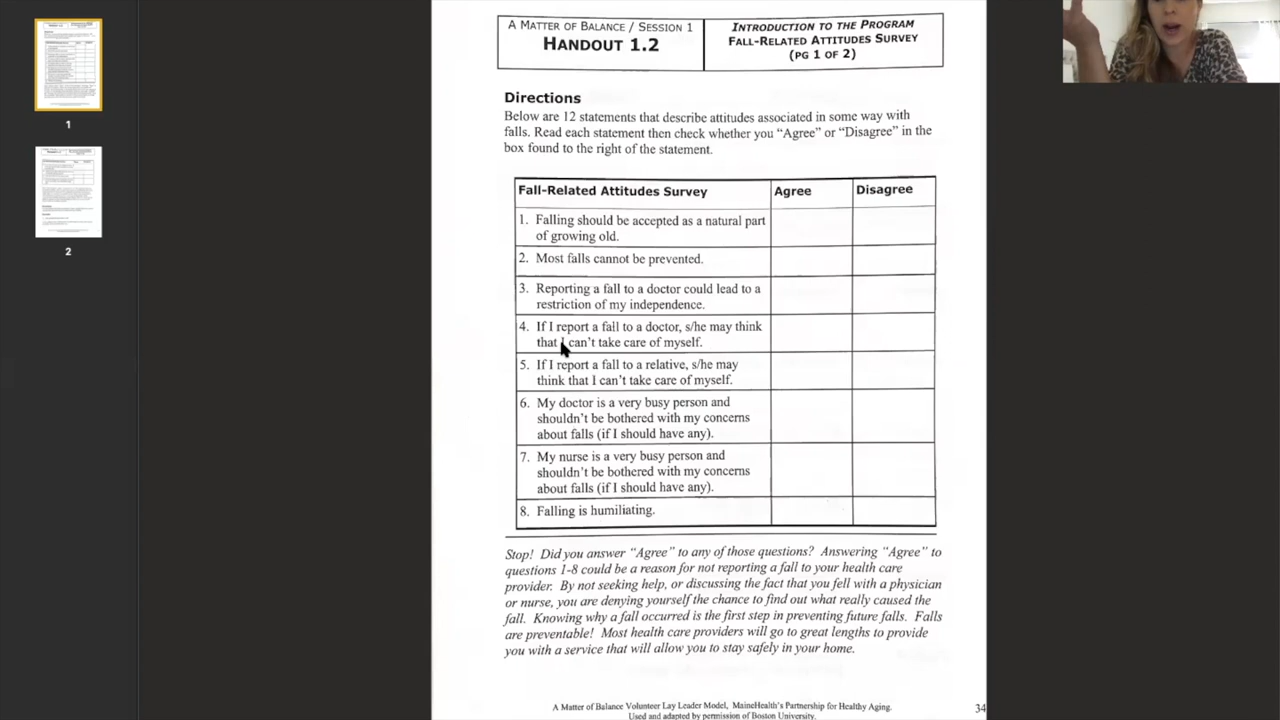 A MATTER OF BALANCE / SESSION 1
HANDOUT 1.2
INTRODUCTION TO THE PROGRAM
FALL-RELATED ATTITUDES SURVEY
(PG 1 OF 2)
Directions
Below are 12 statements that describe attitudes associated in some way with
falls. Read each statement then check whether you “Agree” or “Disagree” in the
box found to the right of the statement.
Fall-Related Attitudes Survey Agree Disagree
1. Falling should be accepted as a natural part
of growing old.
2. Most falls cannot be prevented.
3. Reporting a fall to a doctor could lead to a
restriction of my independence.
4. If I report a fall to a doctor, s/he may think
that I can’t take care of myself.
5. If I report a fall to a relative, s/he may
think that I can’t take care of myself.
6. My doctor is a very busy person and
shouldn’t be bothered with my concerns
about falls (if I should have any).
7. My nurse is a very busy person and
shouldn’t be bothered with my concerns
about falls (if I should have any).
8. Falling is humiliating.
Stop! Did you answer “Agree” to any of those questions? Answering “Agree” to
questions 1-8 could be a reason for not reporting a fall to your health care
provider. By not seeking help, or discussing the fact that you fell with a physician
or nurse, you are denying yourself the chance to find out what really caused the
fall. Knowing why a fall occurred is the first step in preventing future falls. Falls
are preventable! Most health care providers will go to great lengths to provide
you with a service that will allow you to stay safely in your home.
A Matter of Balance Volunteer Lay Leader Model, MaineHealth’s Partnership for Healthy Aging.
Used and adapted by permission of Boston University.
34
1
2